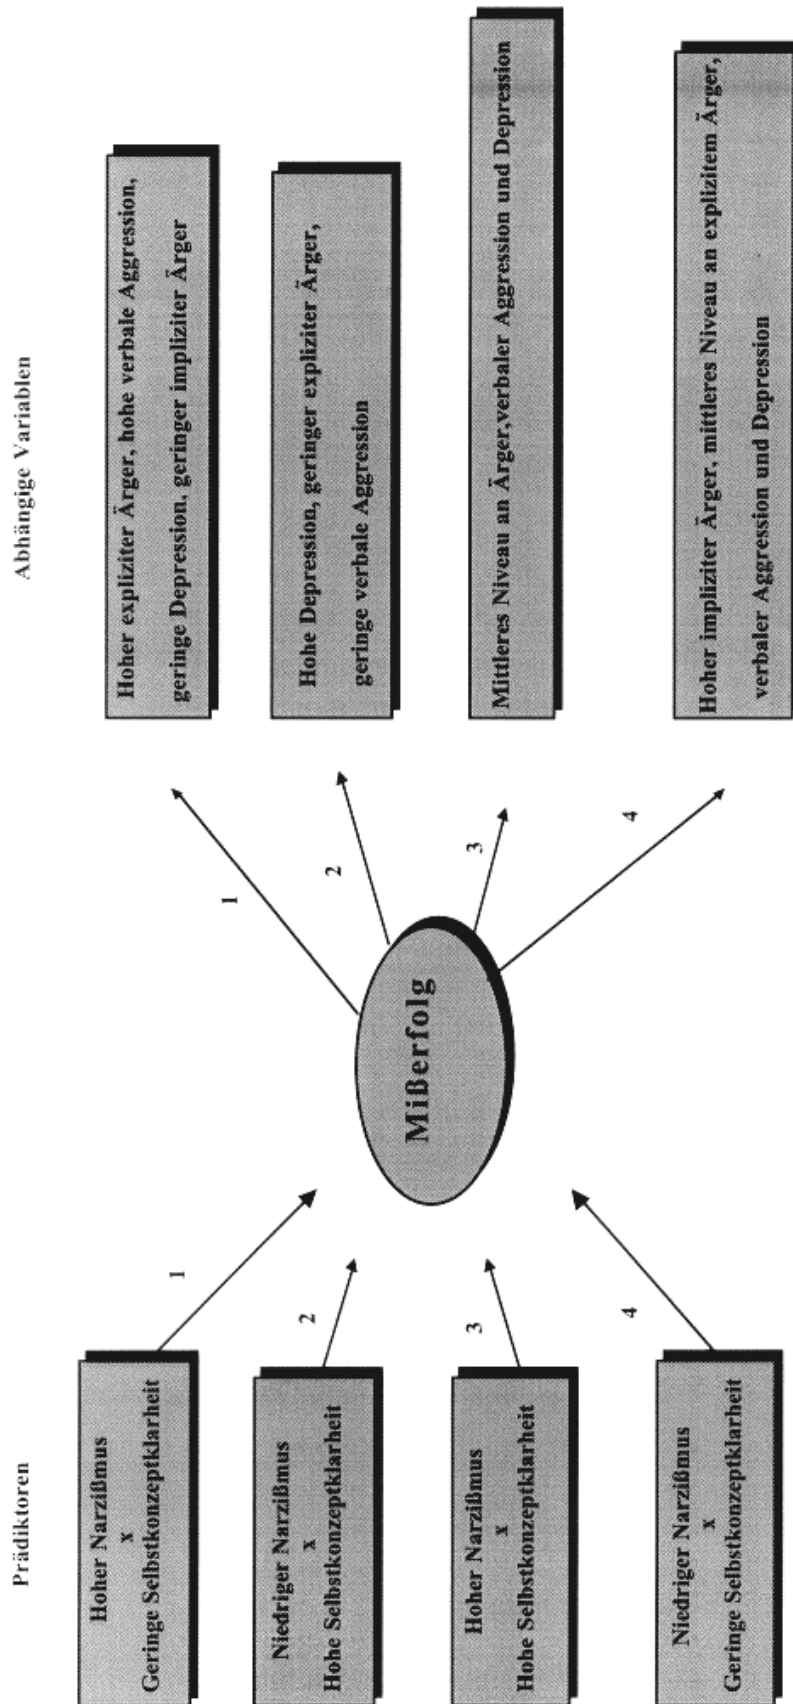 Prädiktoren
Abhängige Variablen
Hoher Narzißmus
x
Geringe Selbstkonzeptklarheit
Niedriger Narzißmus
x
Hohe Selbstkonzeptklarheit
Hoher Narzißmus
x
Hohe Selbstkonzeptklarheit
Niedriger Narzißmus
x
Geringe Selbstkonzeptklarheit
1
2
3
4
Mißerfolg
1
2
3
4
Hoher expliziter Ärger, hohe verbale Aggression,
geringe Depression, geringer impliziter Ärger
Hohe Depression, geringer expliziter Ärger,
geringe verbale Aggression
Mittleres Niveau an Ärger,verbaler Aggression und Depression
Hoher impliziter Ärger, mittleres Niveau an explizitem Ärger,
verbaler Aggression und Depression